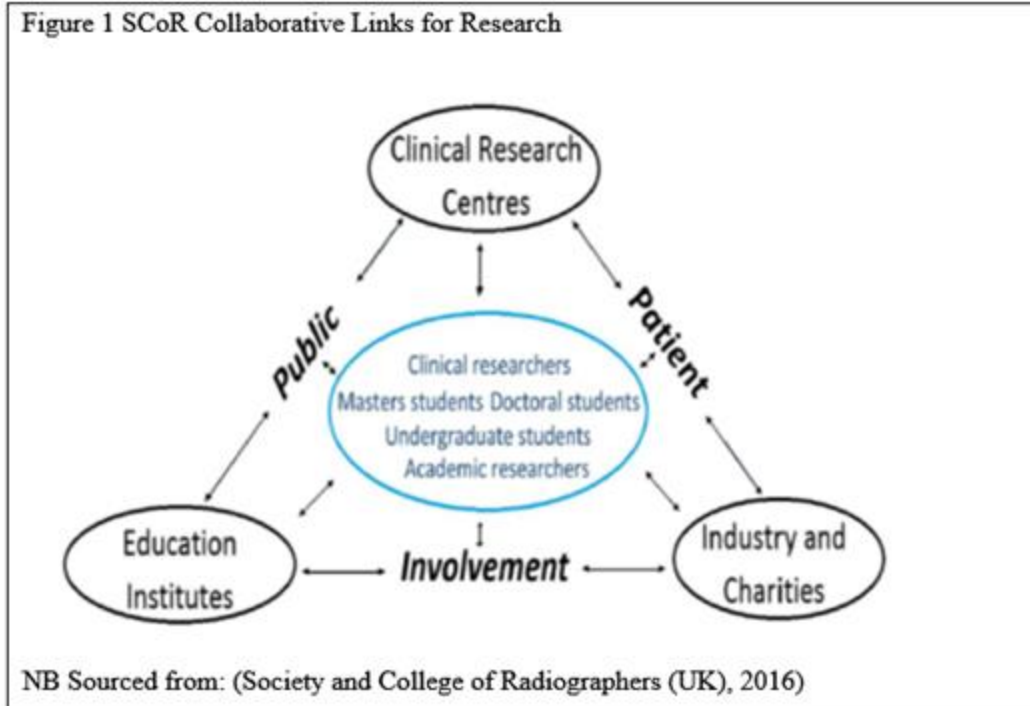 Figure 1 SCoR Collaborative Links for Research
Clinical Research
Centres
Public
Patient
Clinical researchers
Masters students Doctoral students
Undergraduate students
Academic researchers
Education
Institutes
Involvement
Industry and
Charities
NB Sourced from: (Society and College of Radiographers (UK), 2016)